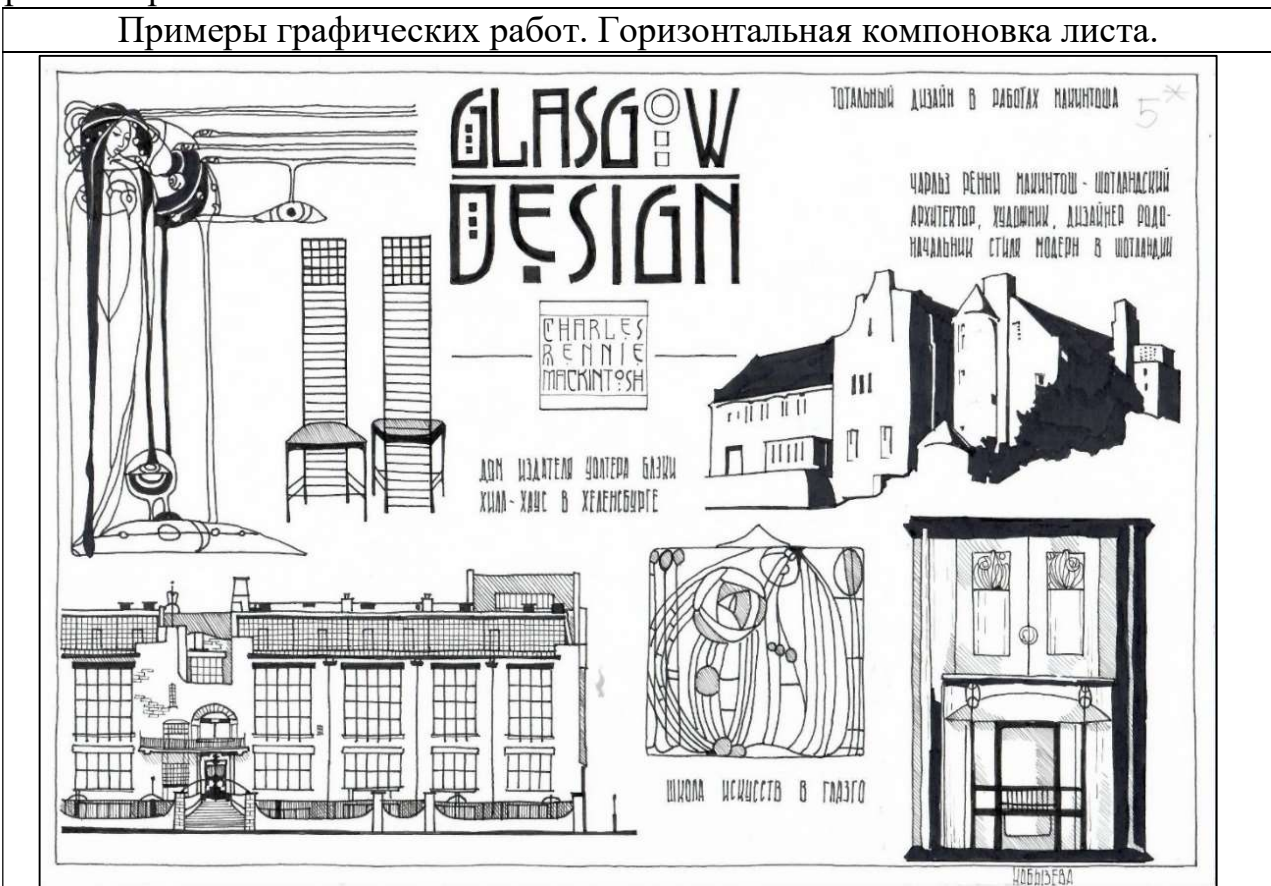 Примеры графических работ. Горизонтальная компоновка листа.
GLASGOW
DESIGN
CHARLES
RENNIE
MACKINTOSH
ТОТАЛЬНЫЙ ДИЗАЙН В РАБОТАХ МАКИНТОША
5*
ЧАРЛЬЗ РЕННИ МАКИНТОШ - ШОТЛАНДСКИЙ
АРХИТЕКТОР, ХУДОЖНИК, ДИЗАЙНЕР РОДО-
НАЧАЛЬНИК СТИЛЯ МОДЕРН В ШОТЛАНДИИ
ДОМ ИЗДАТЕЛЯ УОЛТЕРА БЛЭКИ
ХИЛЛ-ХАУС В ХЕЛЕНСБУРГЕ
ШКОЛА ИСКУССТВ В ГЛАЗГО